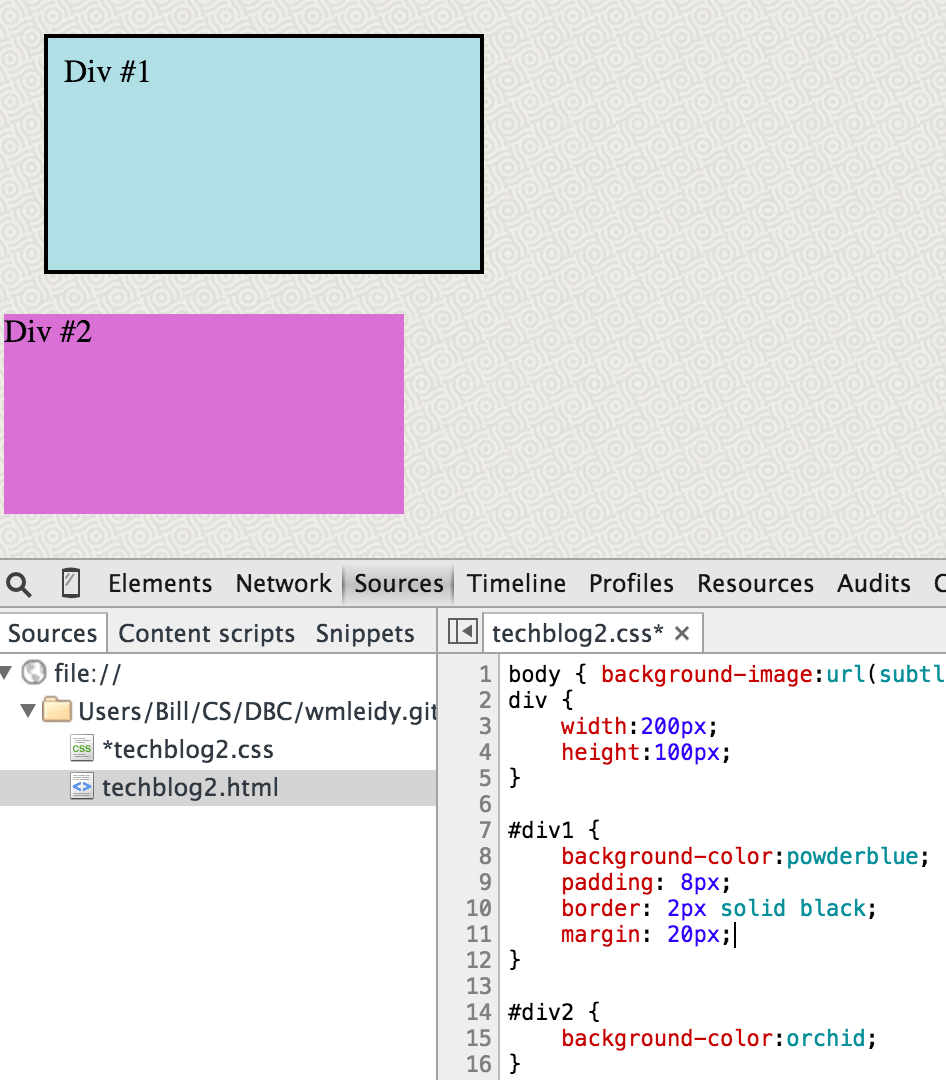 Div #1
Div #2
Elements Network Sources Timeline Profiles Resources Audits C
Sources Content scripts Snippets
techblog2.css* ×
file://
Users/Bill/CS/DBC/wmleidy.git
*techblog2.css
techblog2.html
1 body { background-image:url(subtl
2 div {
3 width:200px;
4 height:100px;
5 }
6
7 #div1 {
8 background-color:powderblue;
9 padding: 8px;
10 border: 2px solid black;
11 margin: 20px;
12 }
13
14 #div2 {
15 background-color:orchid;
16 }